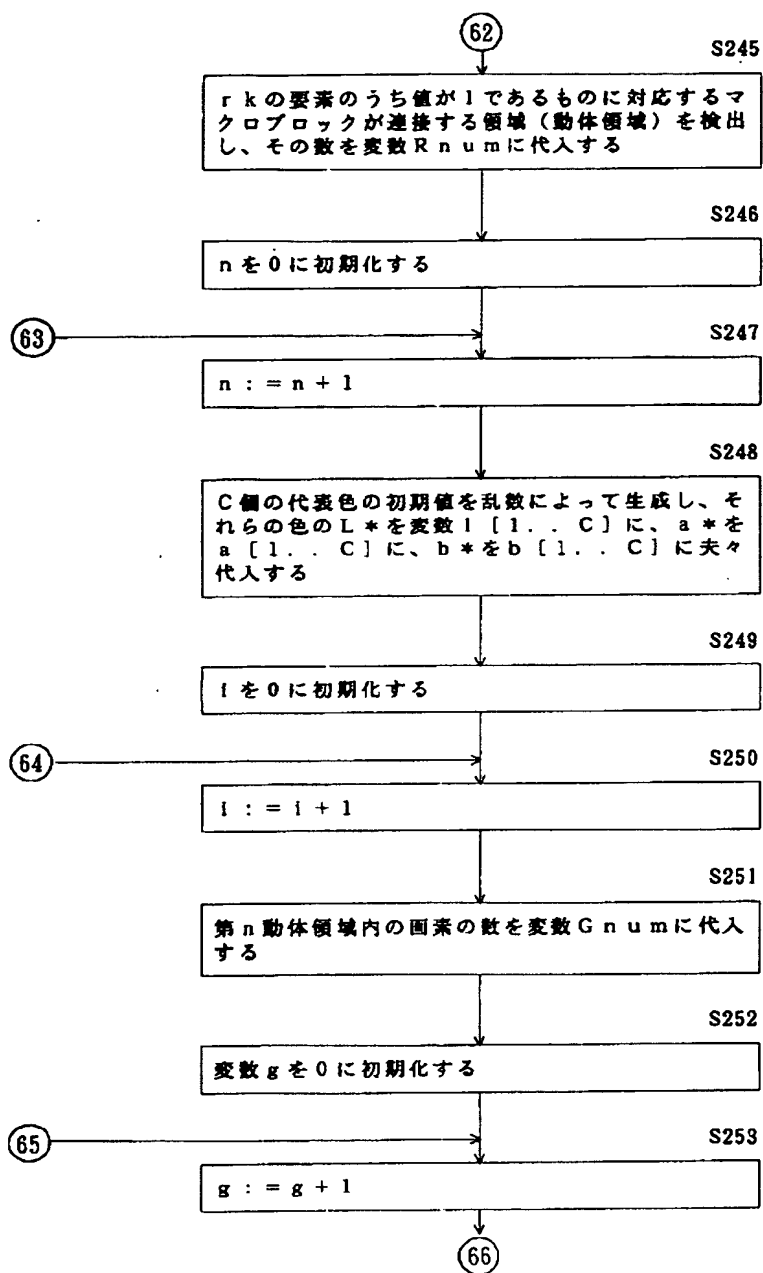 62
S245
rkの要素のうち値が1であるものに対応するマ
クロブロックが連接する領域（動体領域）を検出
し、その数を変数Rnumに代入する
S246
nを0に初期化する
63
S247
n:=n+1
S248
C個の代表色の初期値を乱数によって生成し、そ
れらの色のL*を変数l[1..C]に、a*を
a[1..C]に、b*をb[1..C]に夫々
代入する
S249
iを0に初期化する
64
S250
i:=i+1
S251
第n動体領域内の画素の数を変数Gnumに代入
する
S252
変数gを0に初期化する
65
S253
g:=g+1
66